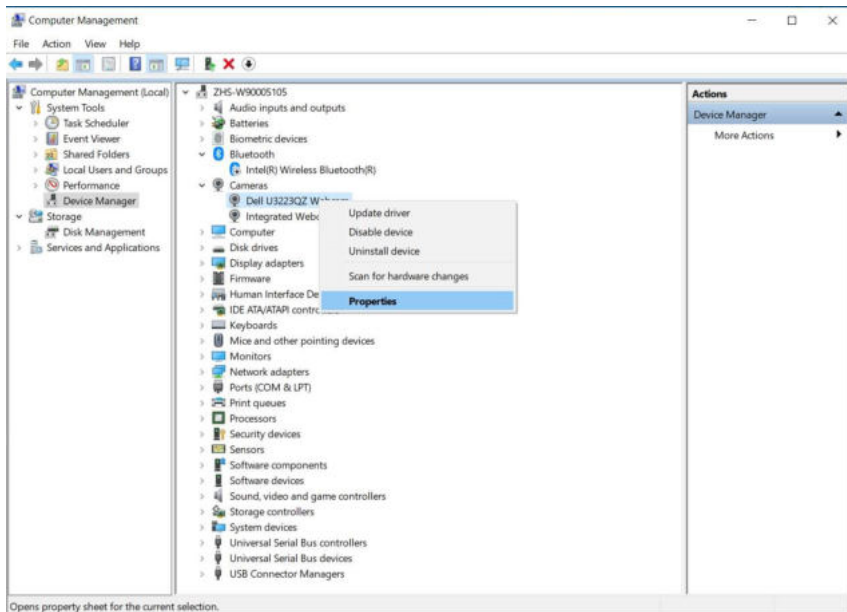 Computer Management
File Action View Help
Computer Management (Local)
System Tools
Task Scheduler
Event Viewer
Shared Folders
Local Users and Groups
Performance
Device Manager
Storage
Disk Management
Services and Applications
ZHS-W90005105
Audio inputs and outputs
Batteries
Biometric devices
Bluetooth
Intel(R) Wireless Bluetooth(R)
Cameras
Dell U3223QZ Webcam
Integrated Webc
Computer
Disk drives
Display adapters
Firmware
Human Interface De
IDE ATA/ATAPI contro
Keyboards
Mice and other pointing devices
Monitors
Network adapters
Ports (COM & LPT)
Print queues
Processors
Security devices
Sensors
Software components
Software devices
Sound, video and game controllers
Storage controllers
System devices
Universal Serial Bus controllers
Universal Serial Bus devices
USB Connector Managers
Update driver
Disable device
Uninstall device
Scan for hardware changes
Properties
Actions
Device Manager
More Actions
Opens property sheet for the current selection.